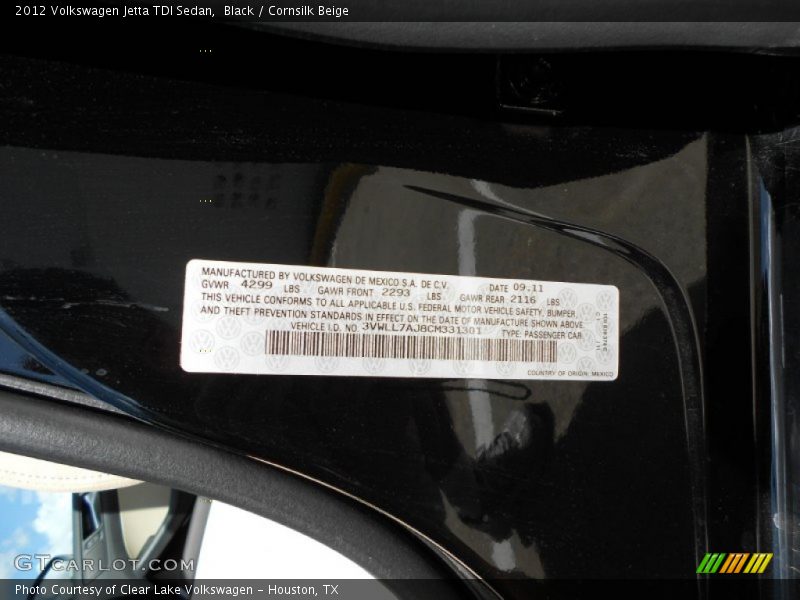 2012 Volkswagen Jetta TDI Sedan,  Black / Cornsilk Beige
MANUFACTURED BY VOLKSWAGEN DE MEXICO S.A. DE C.V. DATE 09.11
GVWR 4299 LBS GAWR FRONT 2293 LBS GAWR REAR 2116 LBS
THIS VEHICLE CONFORMS TO ALL APPLICABLE U.S. FEDERAL MOTOR VEHICLE SAFETY, BUMPER,
AND THEFT PREVENTION STANDARDS IN EFFECT ON THE DATE OF MANUFACTURE SHOWN ABOVE.
VEHICLE I.D. NO. 3VWLL7AJ8CM331301 TYPE: PASSENGER CAR
COUNTRY OF ORIGIN: MEXICO
GTCARLOT.COM
Photo Courtesy of Clear Lake Volkswagen - Houston, TX